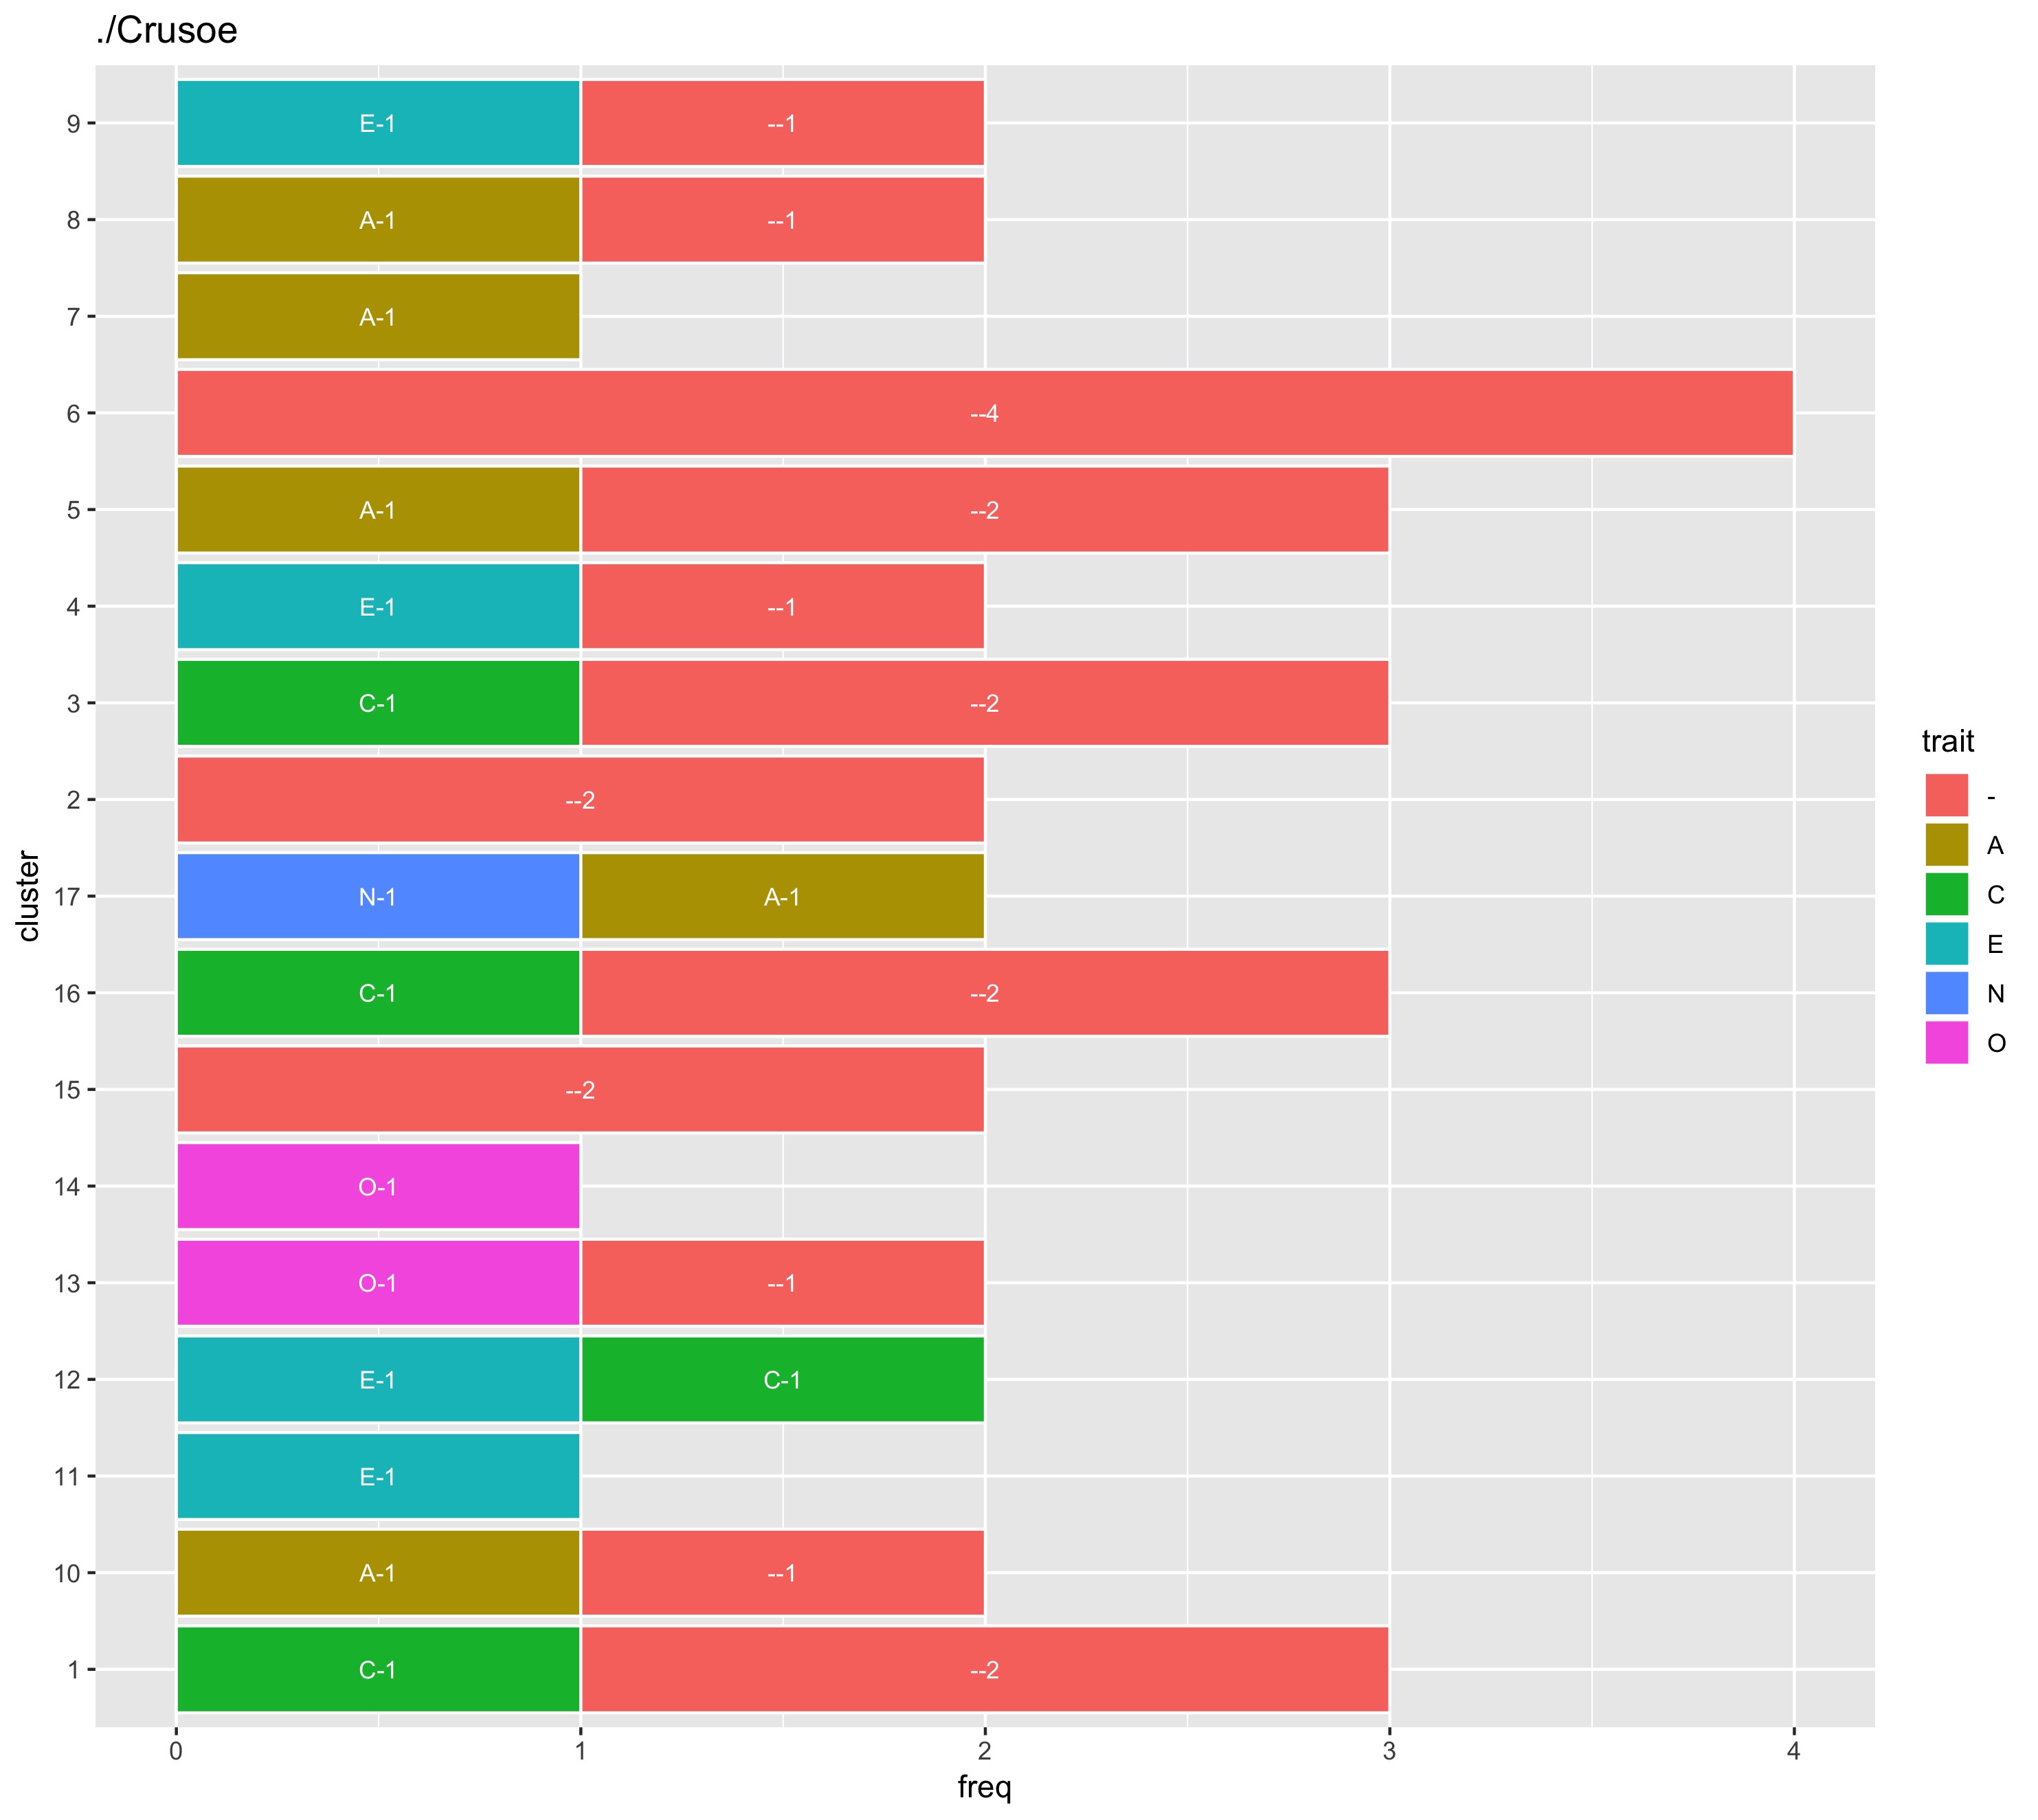 ./Crusoe
9 E-1 --1
8 A-1 --1
7 A-1
6 --4
5 A-1 --2
4 E-1 --1
3 C-1 --2
2 --2
17 N-1 A-1
16 C-1 --2
15 --2
14 O-1
13 O-1 --1
12 E-1 C-1
11 E-1
10 A-1 --1
1 C-1 --2
0 1 2 3 4
freq
cluster
trait
-
A
C
E
N
O